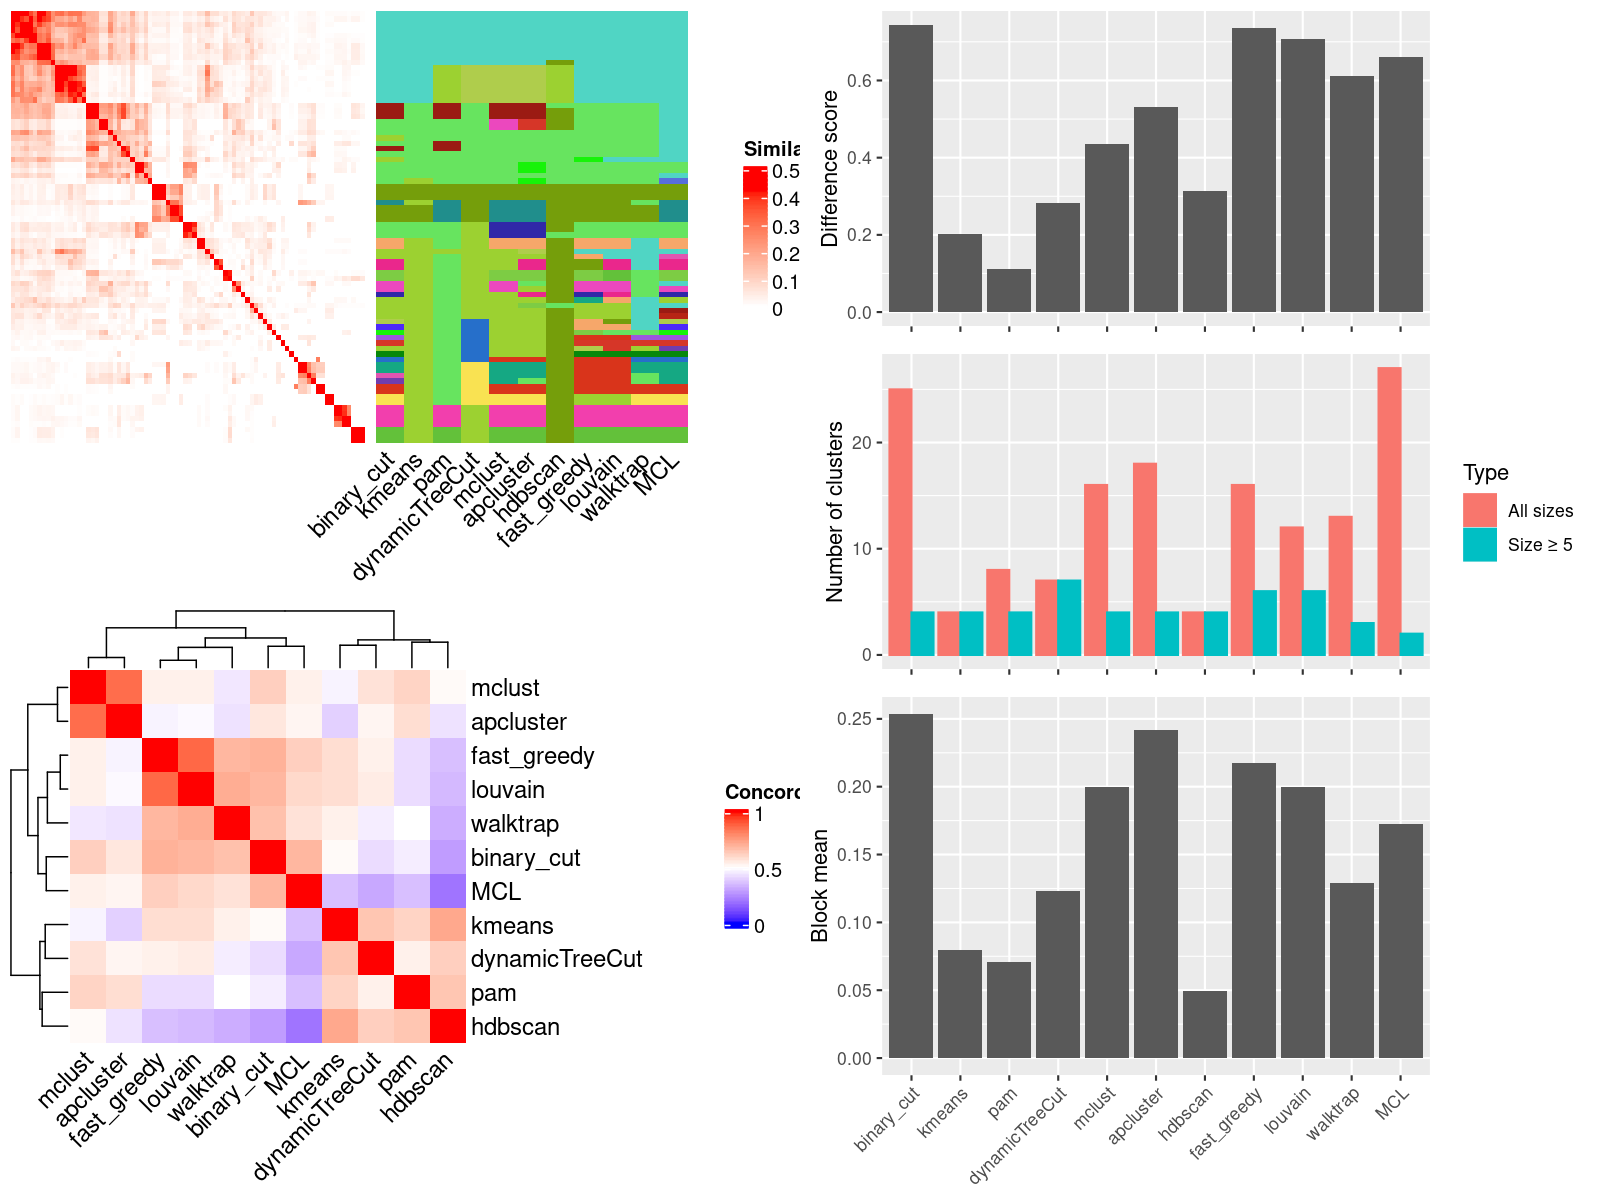 Simila
0.5
0.4
0.3
0.2
0.1
0
binary_cut
kmeans
pam
dynamicTreeCut
mclust
apcluster
hdbscan
fast_greedy
louvain
walktrap
MCL
mclust
apcluster
fast_greedy
louvain
walktrap
binary_cut
MCL
kmeans
dynamicTreeCut
pam
hdbscan
mclust
apcluster
fast_greedy
louvain
walktrap
binary_cut
MCL
kmeans
dynamicTreeCut
pam
hdbscan
Concord
1
0.5
0
Difference score
0.6
0.4
0.2
0.0
Number of clusters
20
10
0
Type
All sizes
Size ≥ 5
Block mean
0.25
0.20
0.15
0.10
0.05
0.00
binary_cut
kmeans
pam
dynamicTreeCut
mclust
apcluster
hdbscan
fast_greedy
louvain
walktrap
MCL